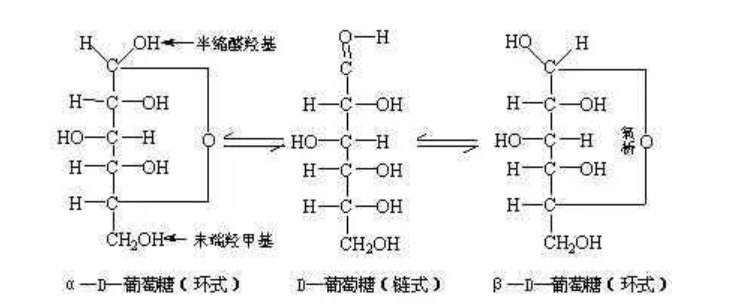 H OH 半缩醛羟基
C
H—C—OH
HO—C—H
H—C—OH
H—C
O
CH₂OH 末端羟甲基
α—D—葡萄糖(环式)
O—H
C
H—C—OH
HO—C—H
H—C—OH
H—C—OH
CH₂OH
D—葡萄糖(链式)
HO H
C
H—C—OH
HO—C—H
H—C—OH
H—C
氧桥 O
CH₂OH
β—D—葡萄糖(环式)